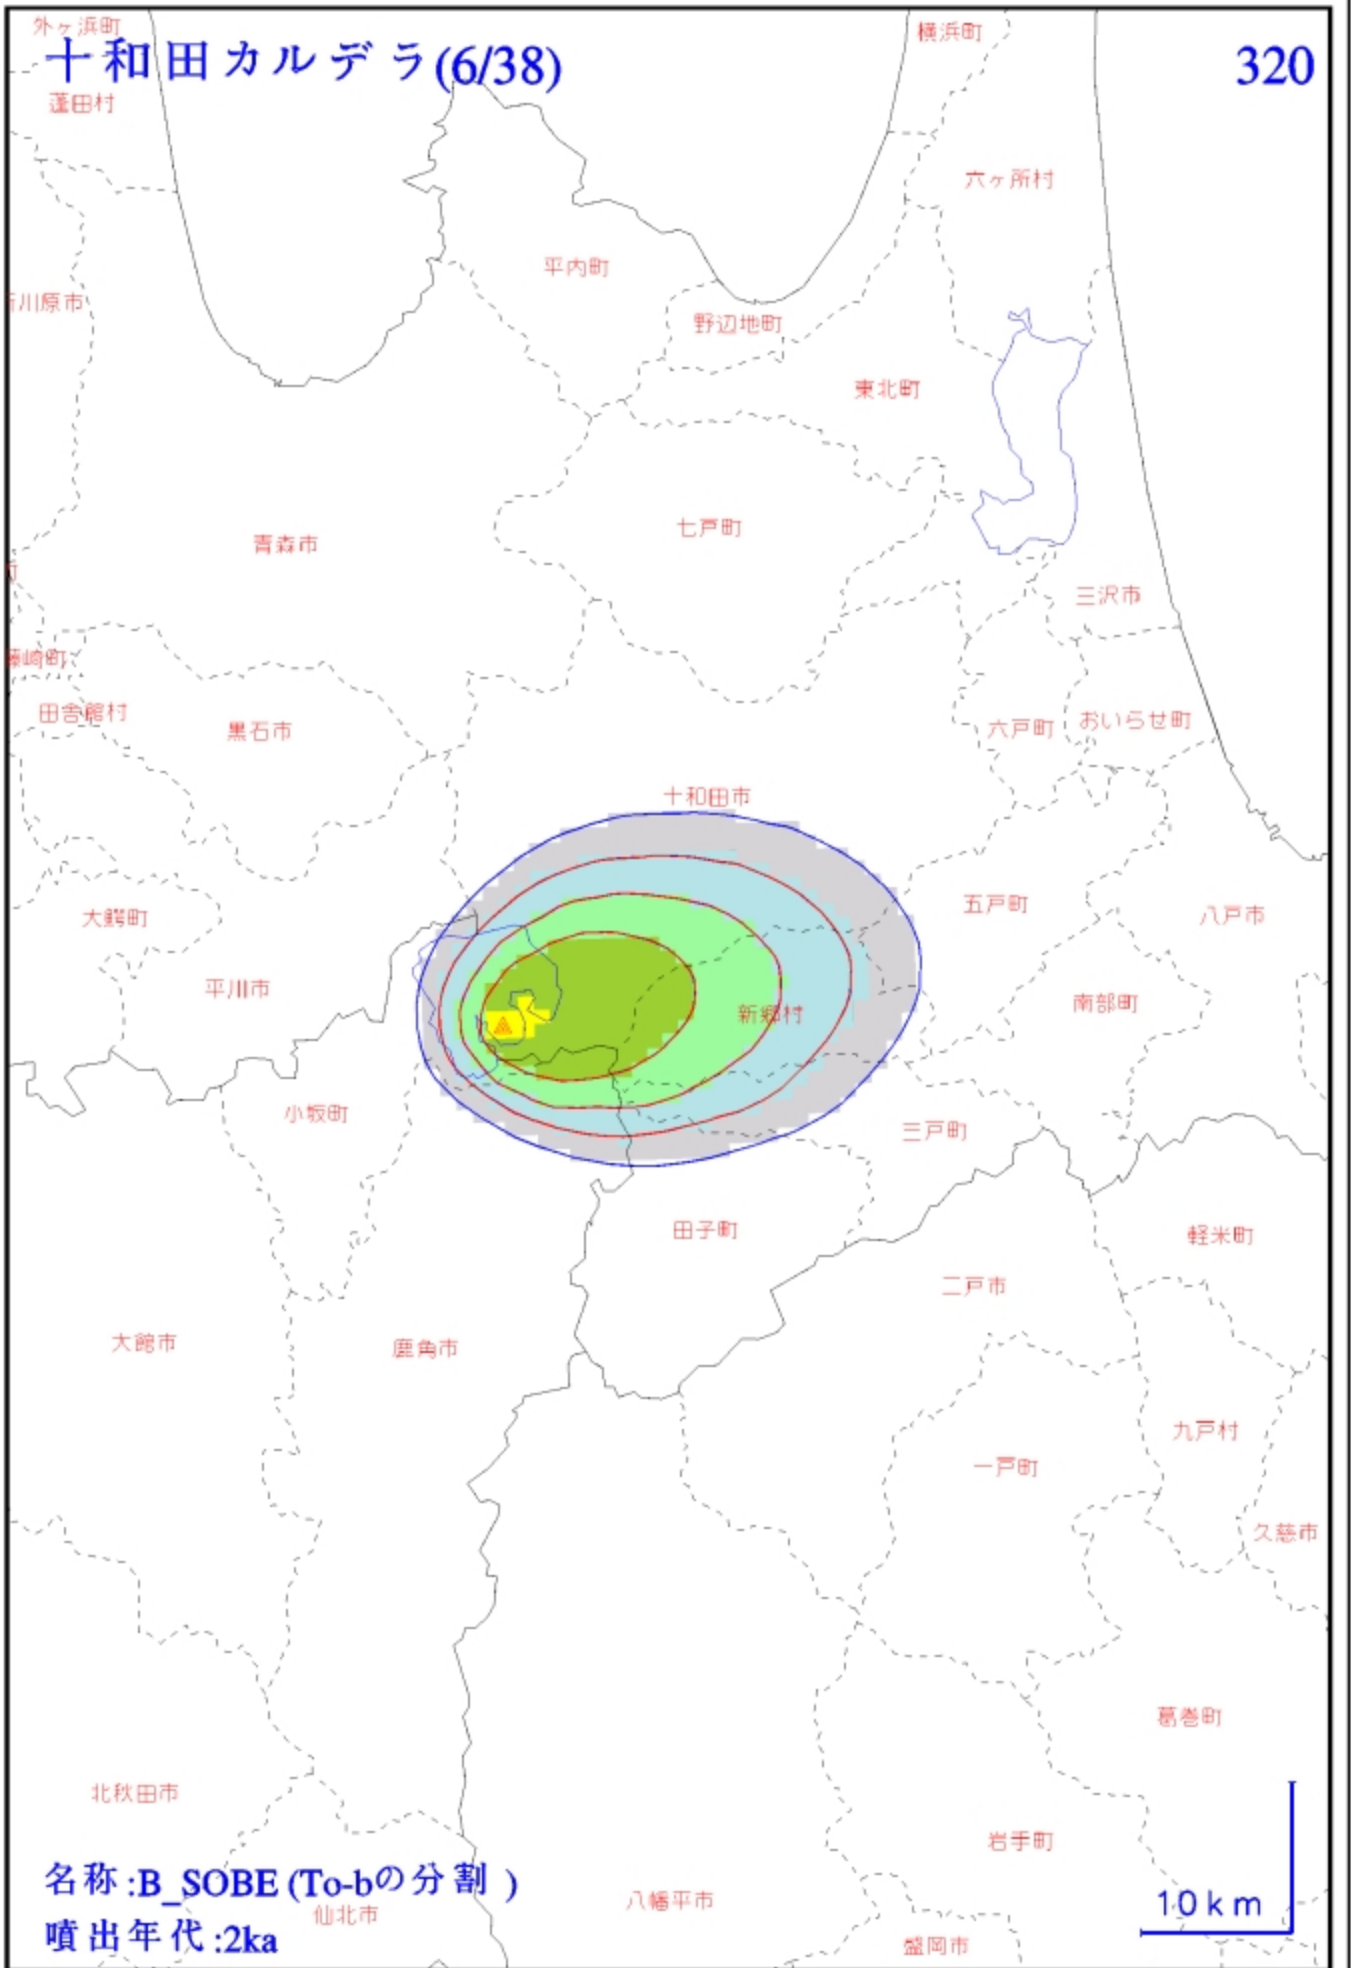 外ヶ浜町
横浜町
十和田カルデラ(6/38)
320
蓬田村
六ヶ所村
平内町
川原市
野辺地町
東北町
七戸町
青森市
三沢市
藤崎町
田舎館村
黒石市
六戸町
おいらせ町
十和田市
五戸町
八戸市
大鰐町
平川市
南部町
新郷村
小坂町
三戸町
田子町
軽米町
二戸市
大館市
鹿角市
九戸村
一戸町
久慈市
葛巻町
北秋田市
岩手町
名称:B_SOBE (To-bの分割 )
八幡平市
10km
仙北市
噴出年代:2ka
盛岡市